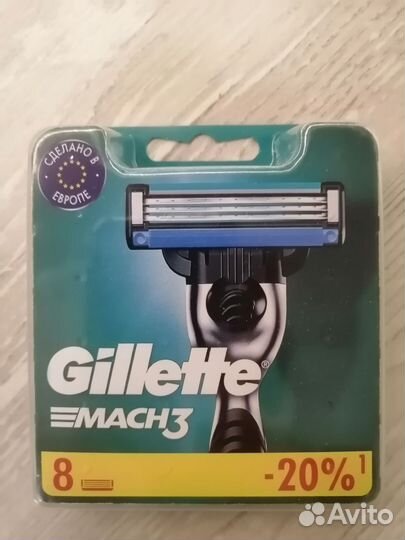 СДЕЛАНО В
ЕВРОПЕ
Gillette®
MACH3
8
-20%¹
Avito